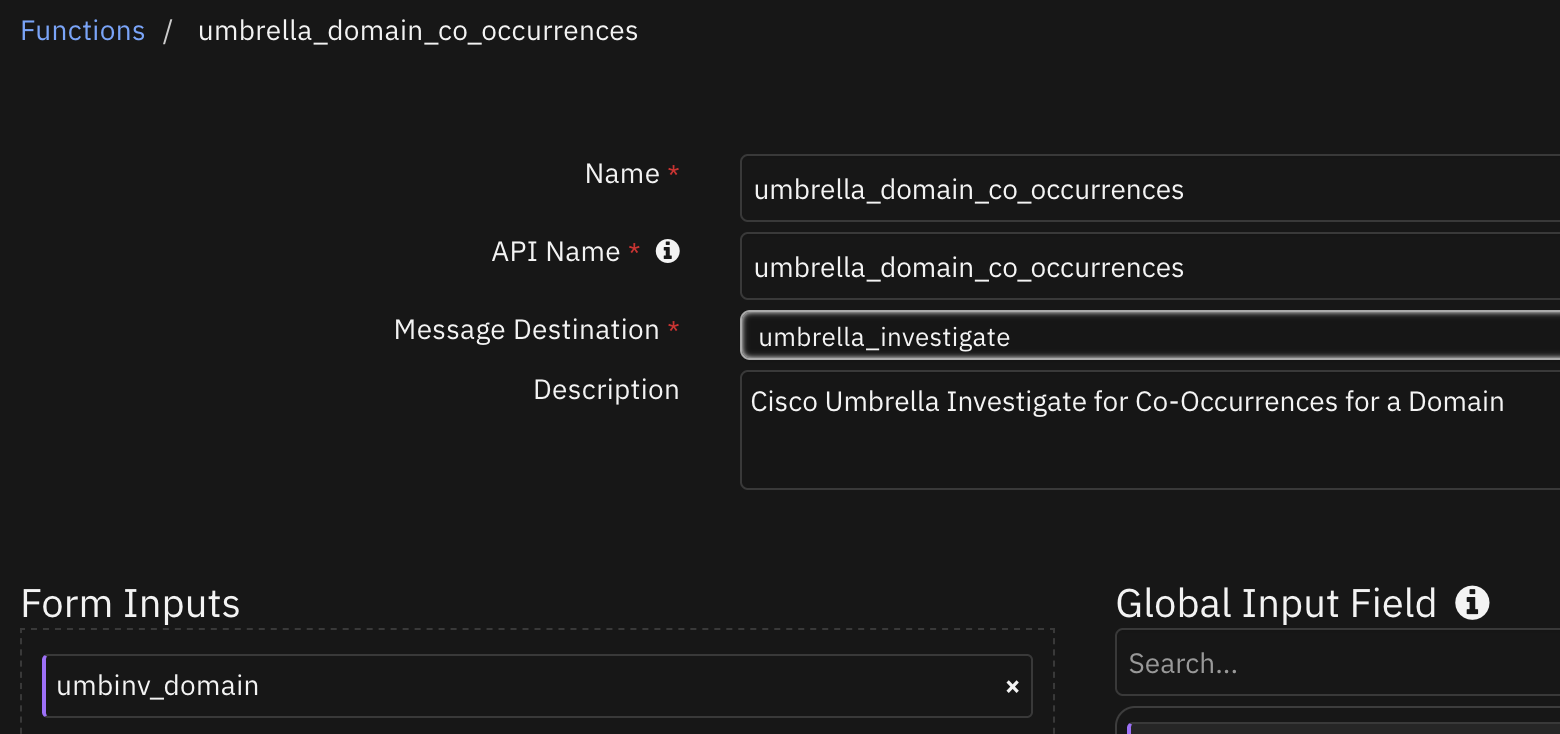 Functions / umbrella_domain_co_occurrences
Name *
umbrella_domain_co_occurrences
API Name *
umbrella_domain_co_occurrences
Message Destination *
umbrella_investigate
Description
Cisco Umbrella Investigate for Co-Occurrences for a Domain
Form Inputs
umbinv_domain ×
Global Input Field
Search...